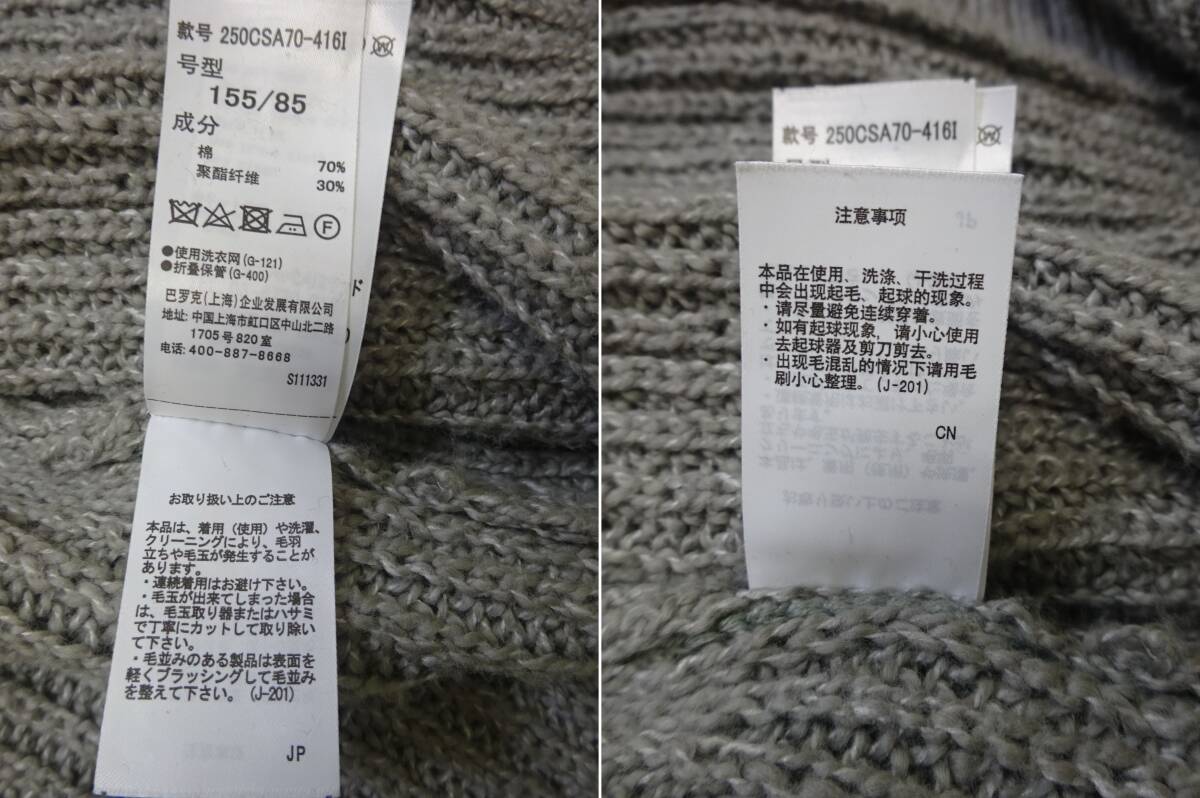 款号 250CSA70-416I
号型
155/85
成分
棉 70%
聚酯纤维 30%
F
●使用洗衣网(G-121)
●折叠保管(G-400)
巴罗克(上海)企业发展有限公司
地址: 中国上海市虹口区中山北二路
1705号820室
电话: 400-887-8668
S111331
W
ド
お取り扱い上のご注意
本品は、着用(使用)や洗濯、
クリーニングにより、毛羽
立ちや毛玉が発生することが
あります。
・連続着用はお避け下さい。
・毛玉が出来てしまった場合
は、毛玉取り器またはハサミ
で丁寧にカットして取り除い
て下さい。
・毛並みのある製品は表面を
軽くブラッシングして毛並み
を整えて下さい。(J-201)
JP
款号 250CSA70-416I
W
注意事项
本品在使用、洗涤、干洗过程
中会出现起毛、起球的现象。
・请尽量避免连续穿着。
・如有起球现象, 请小心使用
去起球器及剪刀剪去。
・出现毛混乱的情况下请用毛
刷小心整理。(J-201)
CN